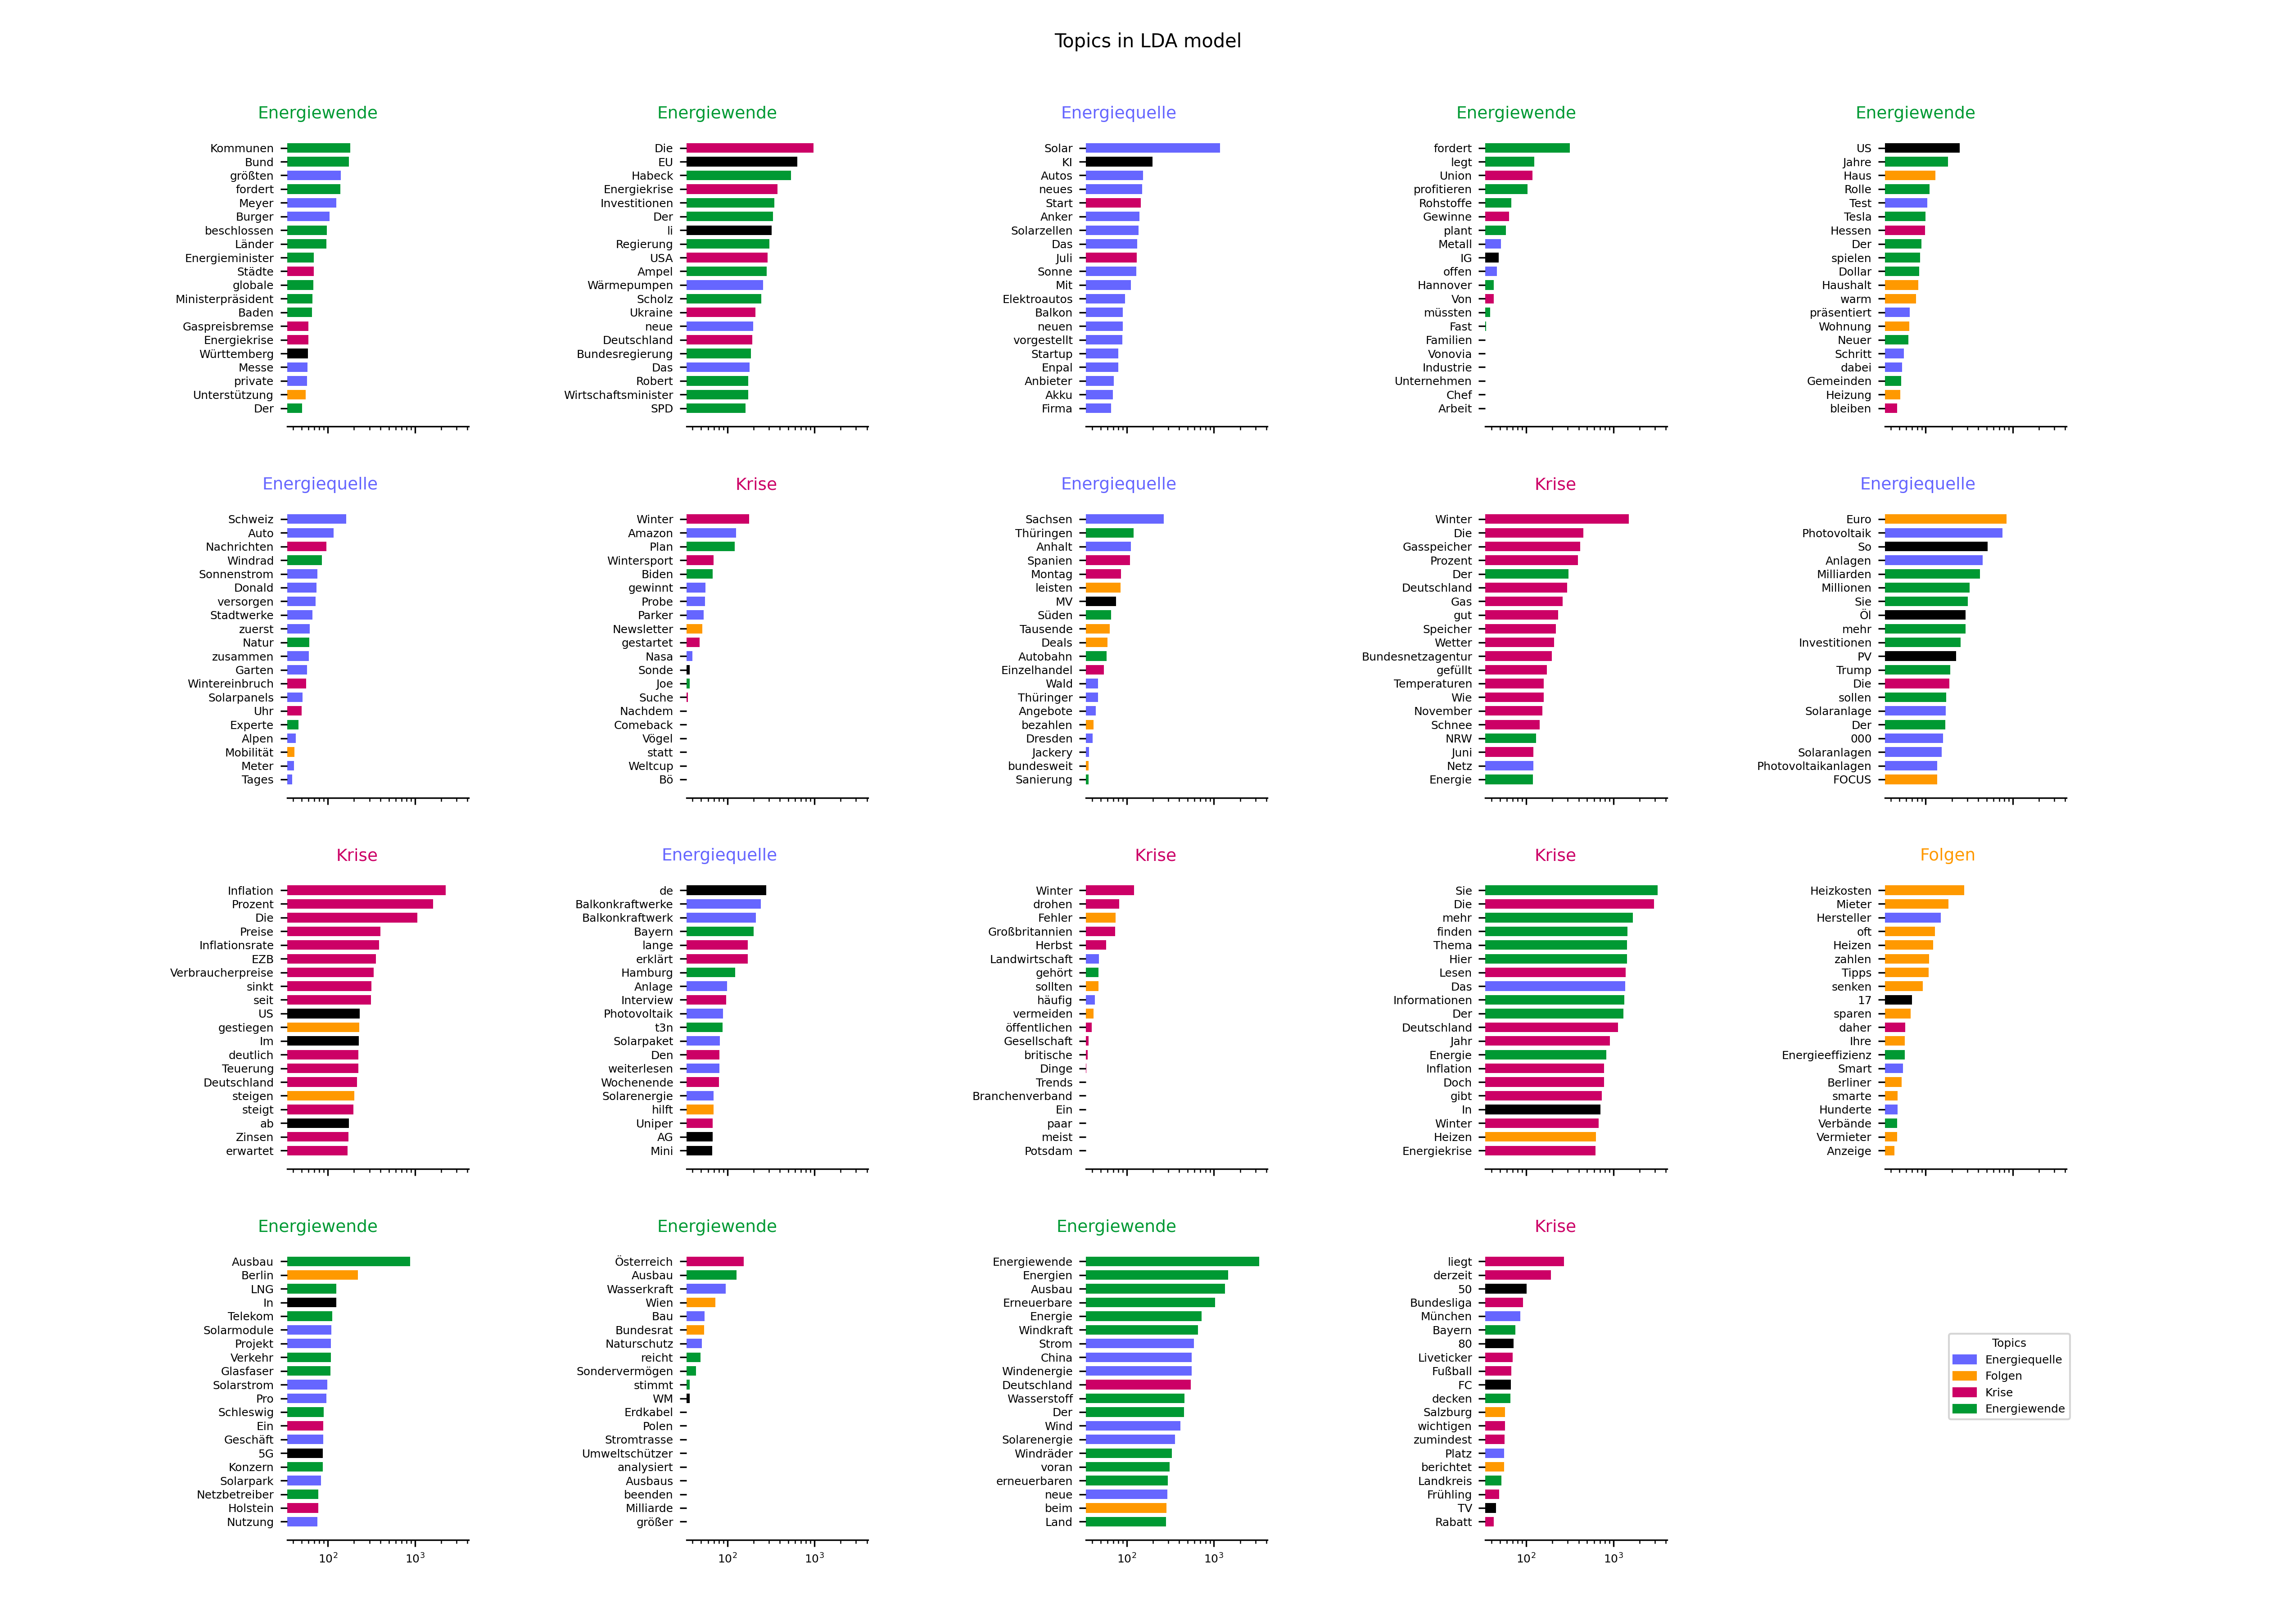 Topics in LDA model
Energiewende
Kommunen
Bund
größten
fordert
Meyer
Burger
beschlossen
Länder
Energieminister
Städte
globale
Ministerpräsident
Baden
Gaspreisbremse
Energiekrise
Württemberg
Messe
private
Unterstützung
Der
Energiewende
Die
EU
Habeck
Energiekrise
Investitionen
Der
li
Regierung
USA
Ampel
Wärmepumpen
Scholz
Ukraine
neue
Deutschland
Bundesregierung
Das
Robert
Wirtschaftsminister
SPD
Energiequelle
Solar
KI
Autos
neues
Start
Anker
Solarzellen
Das
Juli
Sonne
Mit
Elektroautos
Balkon
neuen
vorgestellt
Startup
Enpal
Anbieter
Akku
Firma
Energiewende
fordert
legt
Union
profitieren
Rohstoffe
Gewinne
plant
Metall
IG
offen
Hannover
Von
müssten
Fast
Familien
Vonovia
Industrie
Unternehmen
Chef
Arbeit
Energiewende
US
Jahre
Haus
Rolle
Test
Tesla
Hessen
Der
spielen
Dollar
Haushalt
warm
präsentiert
Wohnung
Neuer
Schritt
dabei
Gemeinden
Heizung
bleiben
Energiequelle
Schweiz
Auto
Nachrichten
Windrad
Sonnenstrom
Donald
versorgen
Stadtwerke
zuerst
Natur
zusammen
Garten
Wintereinbruch
Solarpanels
Uhr
Experte
Alpen
Mobilität
Meter
Tages
Krise
Winter
Amazon
Plan
Wintersport
Biden
gewinnt
Probe
Parker
Newsletter
gestartet
Nasa
Sonde
Joe
Suche
Nachdem
Comeback
Vögel
statt
Weltcup
Bö
Energiequelle
Sachsen
Thüringen
Anhalt
Spanien
Montag
leisten
MV
Süden
Tausende
Deals
Autobahn
Einzelhandel
Wald
Thüringer
Angebote
bezahlen
Dresden
Jackery
bundesweit
Sanierung
Krise
Winter
Die
Gasspeicher
Prozent
Der
Deutschland
Gas
gut
Speicher
Wetter
Bundesnetzagentur
gefüllt
Temperaturen
Wie
November
Schnee
NRW
Juni
Netz
Energie
Energiequelle
Euro
Photovoltaik
So
Anlagen
Milliarden
Millionen
Sie
Öl
mehr
Investitionen
PV
Trump
Die
sollen
Solaranlage
Der
000
Solaranlagen
Photovoltaikanlagen
FOCUS
Krise
Inflation
Prozent
Die
Preise
Inflationsrate
EZB
Verbraucherpreise
sinkt
seit
US
gestiegen
Im
deutlich
Teuerung
Deutschland
steigen
steigt
ab
Zinsen
erwartet
Energiequelle
de
Balkonkraftwerke
Balkonkraftwerk
Bayern
lange
erklärt
Hamburg
Anlage
Interview
Photovoltaik
t3n
Solarpaket
Den
weiterlesen
Wochenende
Solarenergie
hilft
Uniper
AG
Mini
Krise
Winter
drohen
Fehler
Großbritannien
Herbst
Landwirtschaft
gehört
sollten
häufig
vermeiden
öffentlichen
Gesellschaft
britische
Dinge
Trends
Branchenverband
Ein
paar
meist
Potsdam
Krise
Sie
Die
mehr
finden
Thema
Hier
Lesen
Das
Informationen
Der
Deutschland
Jahr
Energie
Inflation
Doch
gibt
In
Winter
Heizen
Energiekrise
Folgen
Heizkosten
Mieter
Hersteller
oft
Heizen
zahlen
Tipps
senken
17
sparen
daher
Ihre
Energieeffizienz
Smart
Berliner
smarte
Hunderte
Verbände
Vermieter
Anzeige
Energiewende
Ausbau
Berlin
LNG
In
Telekom
Solarmodule
Projekt
Verkehr
Glasfaser
Solarstrom
Pro
Schleswig
Ein
Geschäft
5G
Konzern
Solarpark
Netzbetreiber
Holstein
Nutzung
10² 10³
Energiewende
Österreich
Ausbau
Wasserkraft
Wien
Bau
Bundesrat
Naturschutz
reicht
Sondervermögen
stimmt
WM
Erdkabel
Polen
Stromtrasse
Umweltschützer
analysiert
Ausbaus
beenden
Milliarde
größer
10² 10³
Energiewende
Energiewende
Energien
Ausbau
Erneuerbare
Energie
Windkraft
Strom
China
Windenergie
Deutschland
Wasserstoff
Der
Wind
Solarenergie
Windräder
voran
erneuerbaren
neue
beim
Land
10² 10³
Krise
liegt
derzeit
50
Bundesliga
München
Bayern
80
Liveticker
Fußball
FC
decken
Salzburg
wichtigen
zumindest
Platz
berichtet
Landkreis
Frühling
TV
Rabatt
10² 10³
Topics
Energiequelle
Folgen
Krise
Energiewende